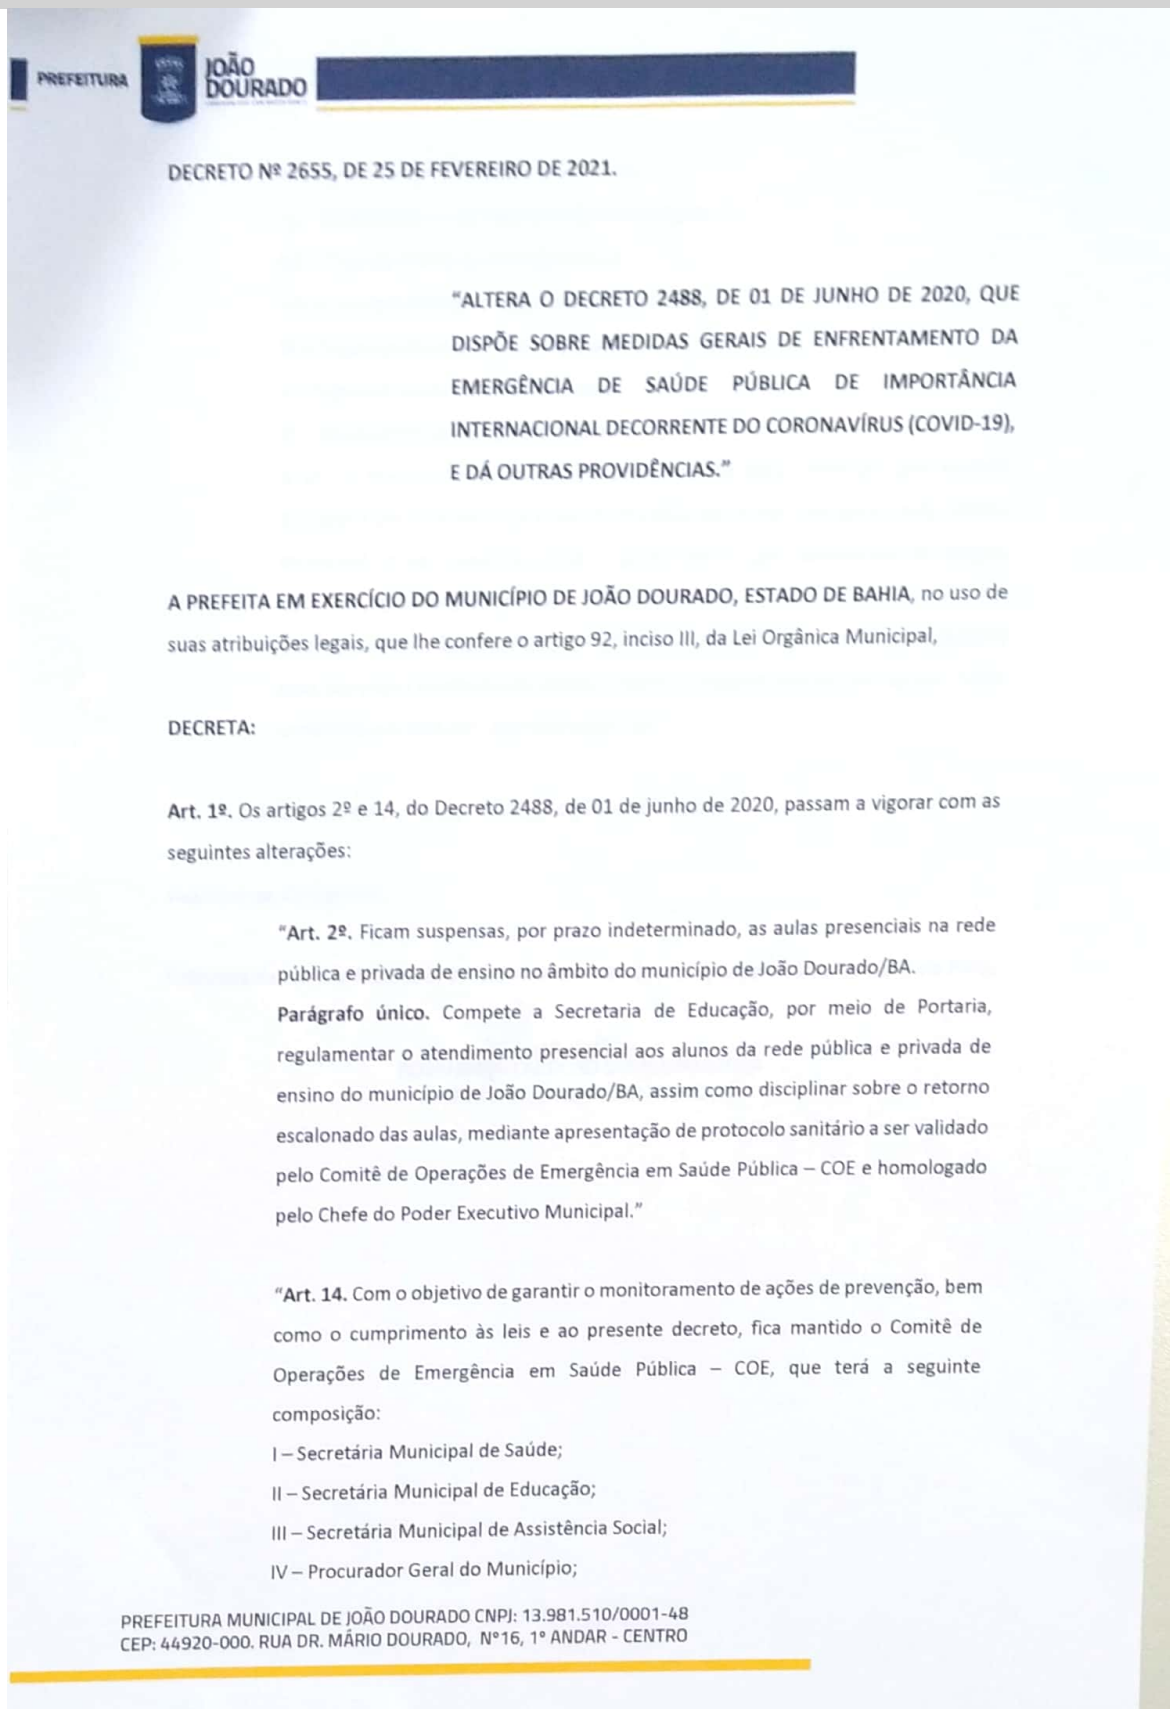 PREFEITURA
JOÃO
DOURADO
DECRETO Nº 2655, DE 25 DE FEVEREIRO DE 2021.
“ALTERA O DECRETO 2488, DE 01 DE JUNHO DE 2020, QUE
DISPÕE SOBRE MEDIDAS GERAIS DE ENFRENTAMENTO DA
EMERGÊNCIA DE SAÚDE PÚBLICA DE IMPORTÂNCIA
INTERNACIONAL DECORRENTE DO CORONAVÍRUS (COVID-19),
E DÁ OUTRAS PROVIDÊNCIAS.”
A PREFEITA EM EXERCÍCIO DO MUNICÍPIO DE JOÃO DOURADO, ESTADO DE BAHIA, no uso de
suas atribuições legais, que lhe confere o artigo 92, inciso III, da Lei Orgânica Municipal,
DECRETA:
Art. 1º. Os artigos 2º e 14, do Decreto 2488, de 01 de junho de 2020, passam a vigorar com as
seguintes alterações:
“Art. 2º. Ficam suspensas, por prazo indeterminado, as aulas presenciais na rede
pública e privada de ensino no âmbito do município de João Dourado/BA.
Parágrafo único. Compete a Secretaria de Educação, por meio de Portaria,
regulamentar o atendimento presencial aos alunos da rede pública e privada de
ensino do município de João Dourado/BA, assim como disciplinar sobre o retorno
escalonado das aulas, mediante apresentação de protocolo sanitário a ser validado
pelo Comitê de Operações de Emergência em Saúde Pública – COE e homologado
pelo Chefe do Poder Executivo Municipal.”
“Art. 14. Com o objetivo de garantir o monitoramento de ações de prevenção, bem
como o cumprimento às leis e ao presente decreto, fica mantido o Comitê de
Operações de Emergência em Saúde Pública – COE, que terá a seguinte
composição:
I – Secretária Municipal de Saúde;
II – Secretária Municipal de Educação;
III – Secretária Municipal de Assistência Social;
IV – Procurador Geral do Município;
PREFEITURA MUNICIPAL DE JOÃO DOURADO CNPJ: 13.981.510/0001-48
CEP: 44920-000. RUA DR. MÁRIO DOURADO, Nº16, 1º ANDAR - CENTRO